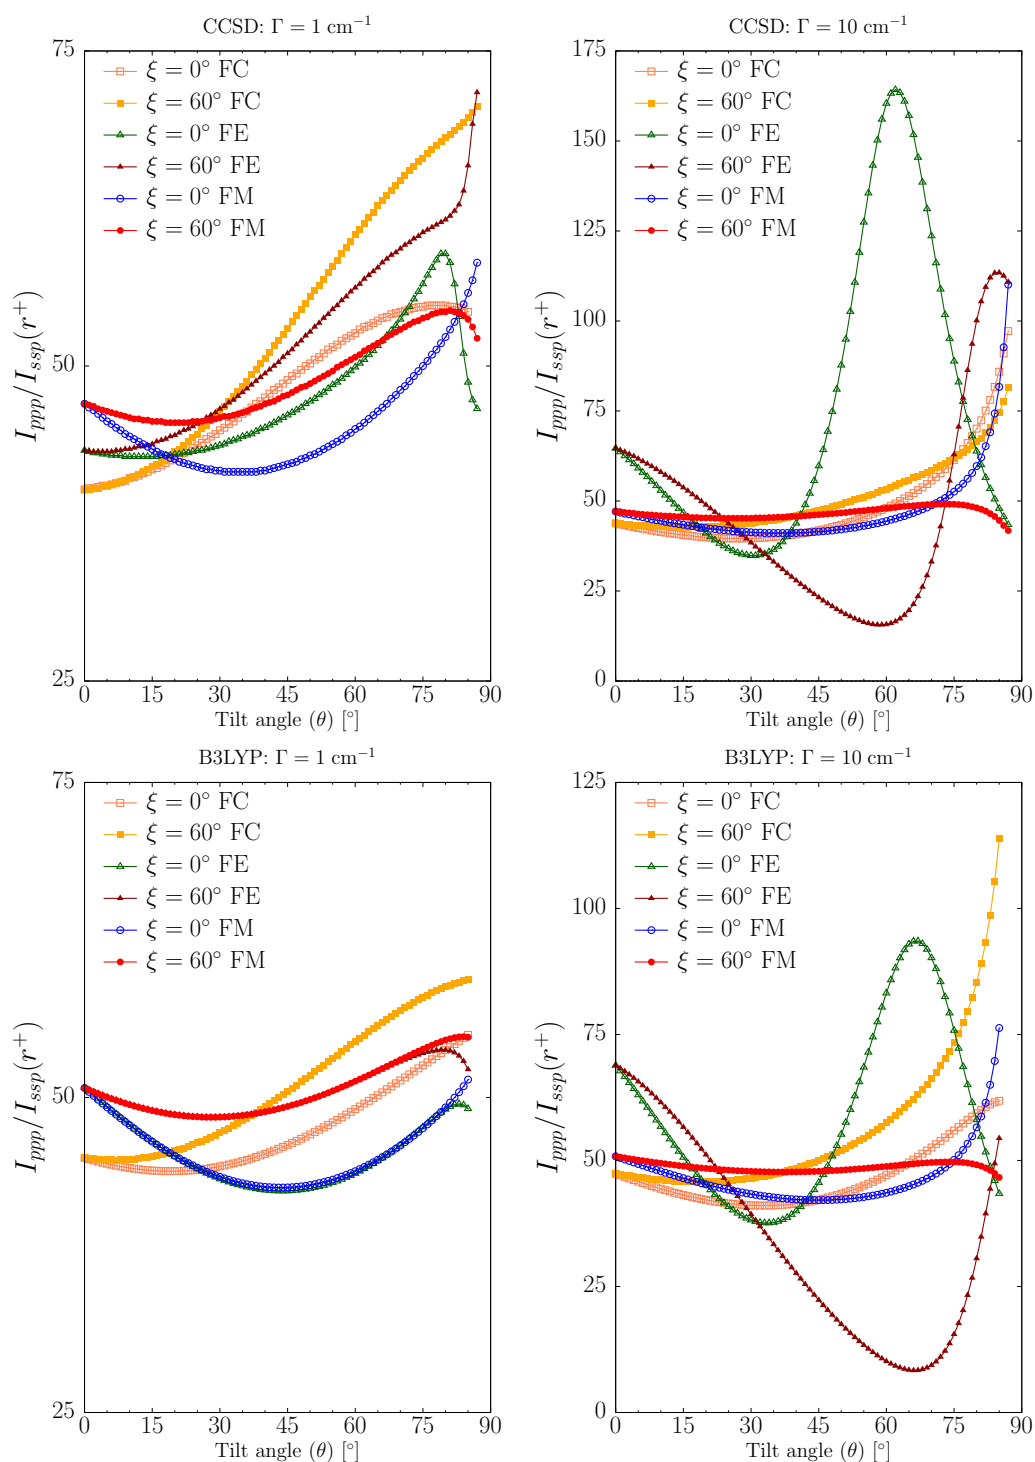 CCSD: Γ = 1 cm⁻¹
75
50
25
I_ppp/I_ssp(r⁺)
ξ = 0° FC
ξ = 60° FC
ξ = 0° FE
ξ = 60° FE
ξ = 0° FM
ξ = 60° FM
0 15 30 45 60 75 90
Tilt angle (θ) [°]
CCSD: Γ = 10 cm⁻¹
175
150
125
100
75
50
25
0
I_ppp/I_ssp(r⁺)
ξ = 0° FC
ξ = 60° FC
ξ = 0° FE
ξ = 60° FE
ξ = 0° FM
ξ = 60° FM
0 15 30 45 60 75 90
Tilt angle (θ) [°]
B3LYP: Γ = 1 cm⁻¹
75
50
25
I_ppp/I_ssp(r⁺)
ξ = 0° FC
ξ = 60° FC
ξ = 0° FE
ξ = 60° FE
ξ = 0° FM
ξ = 60° FM
0 15 30 45 60 75 90
Tilt angle (θ) [°]
B3LYP: Γ = 10 cm⁻¹
125
100
75
50
25
0
I_ppp/I_ssp(r⁺)
ξ = 0° FC
ξ = 60° FC
ξ = 0° FE
ξ = 60° FE
ξ = 0° FM
ξ = 60° FM
0 15 30 45 60 75 90
Tilt angle (θ) [°]